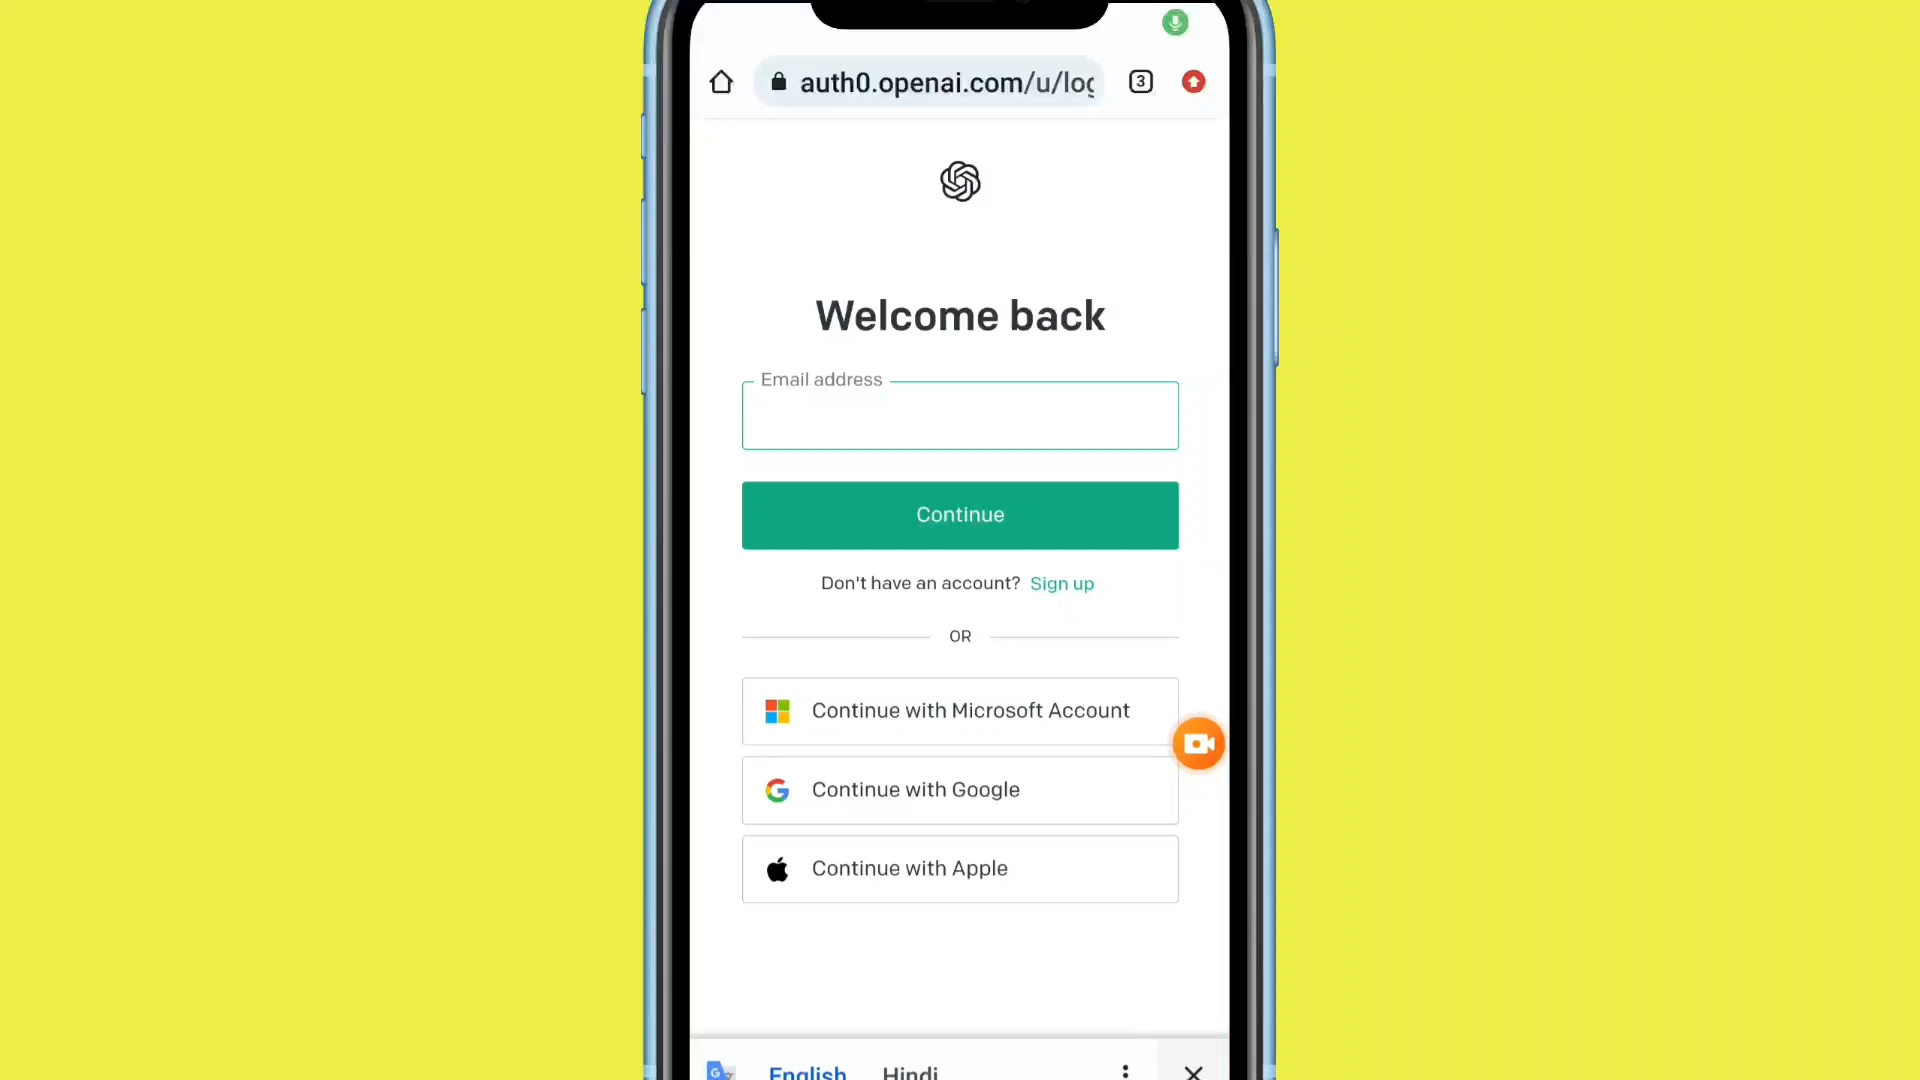 auth0.openai.com/u/log
3
Welcome back
Email address
Continue
Don't have an account? Sign up
OR
Continue with Microsoft Account
Continue with Google
Continue with Apple
English Hindi